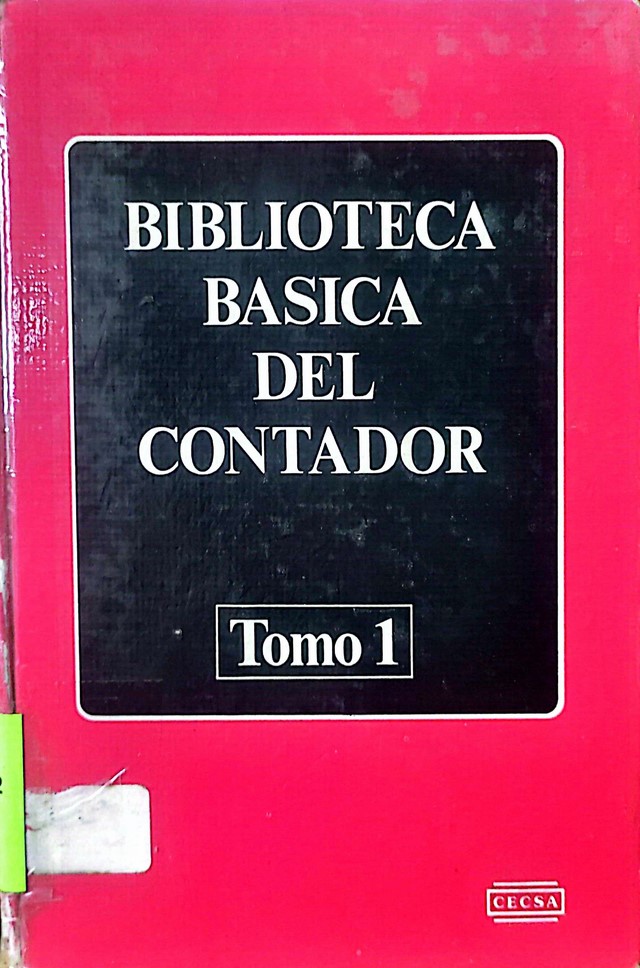 BIBLIOTECA
BASICA
DEL
CONTADOR
Tomo 1
CECSA